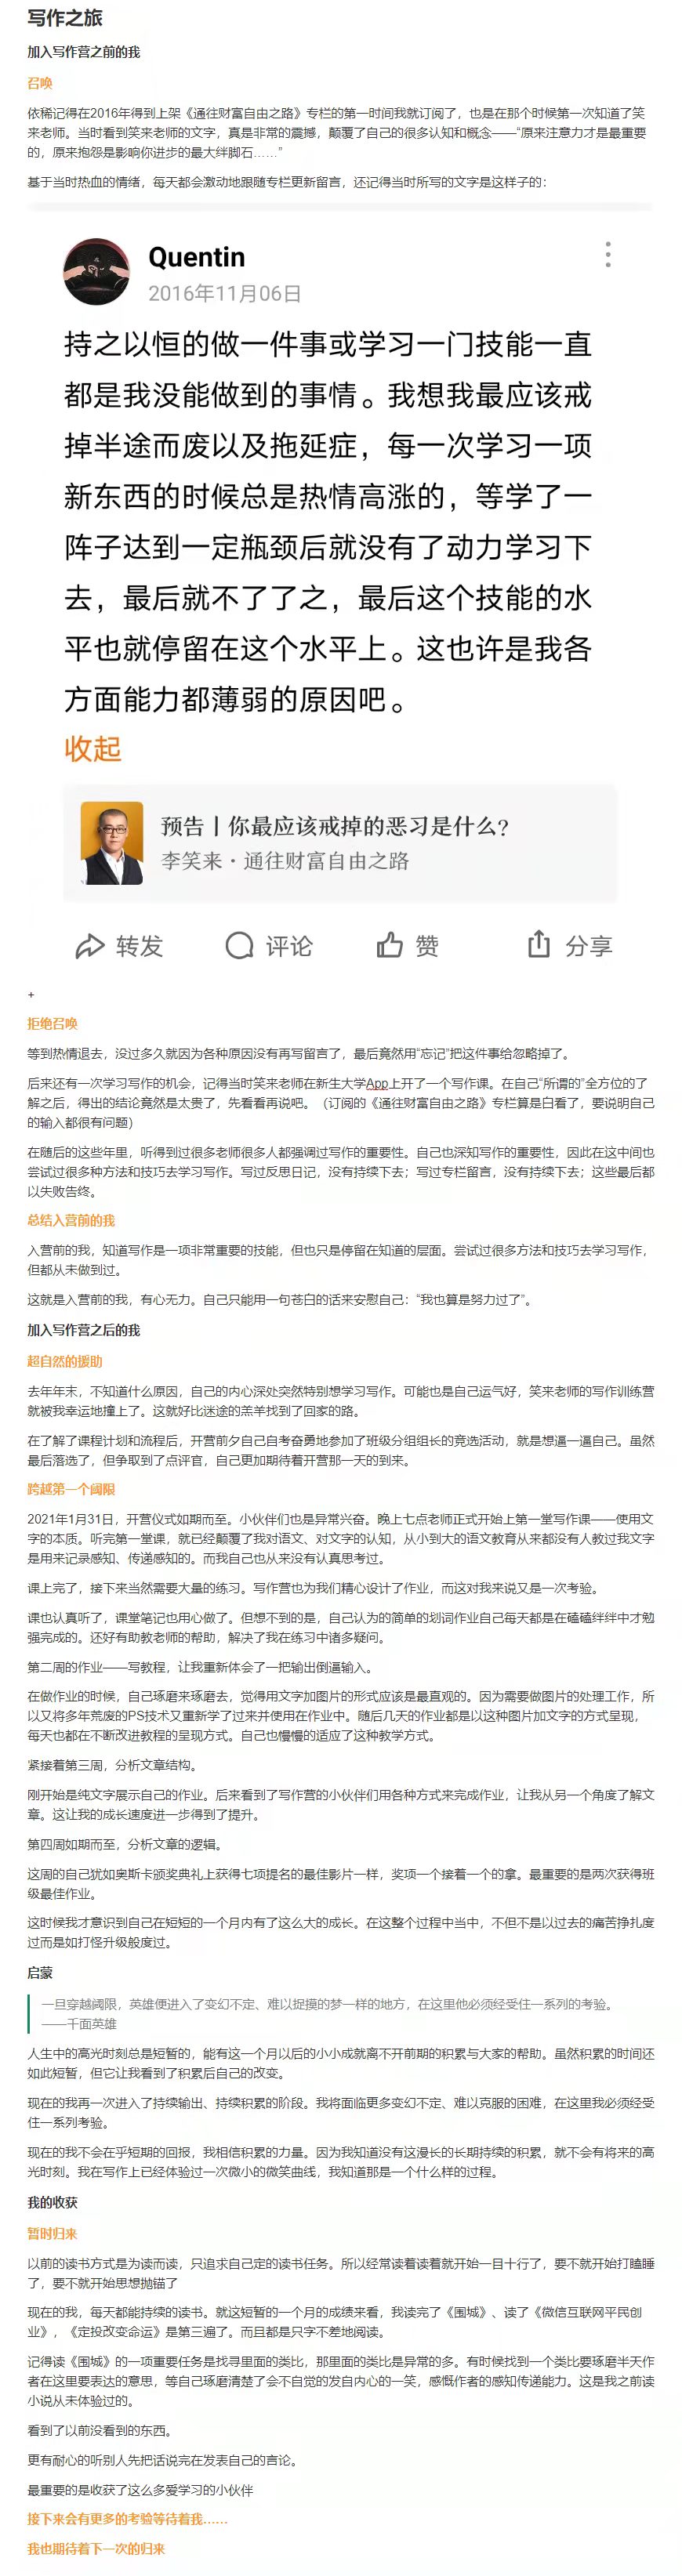 写作之旅
加入写作营之前的我
召唤
依稀记得在2016年得到上架《通往财富自由之路》专栏的第一时间我就订阅了，也是在那个时候第一次知道了笑
来老师。当时看到笑来老师的文字，真是非常的震撼，颠覆了自己的很多认知和概念——“原来注意力才是最重要
的，原来抱怨是影响你进步的最大绊脚石……”
基于当时热血的情绪，每天都会激动地跟随专栏更新留言，还记得当时所写的文字是这样子的：
Quentin
2016年11月06日
持之以恒的做一件事或学习一门技能一直
都是我没能做到的事情。我想我最应该戒
掉半途而废以及拖延症，每一次学习一项
新东西的时候总是热情高涨的，等学了一
阵子达到一定瓶颈后就没有了动力学习下
去，最后就不了了之，最后这个技能的水
平也就停留在这个水平上。这也许是我各
方面能力都薄弱的原因吧。
收起
预告丨你最应该戒掉的恶习是什么？
李笑来·通往财富自由之路
转发 评论 赞 分享
+
拒绝召唤
等到热情退去，没过多久就因为各种原因没有再写留言了，最后竟然用“忘记”把这件事给忽略掉了。
后来还有一次学习写作的机会，记得当时笑来老师在新生大学App上开了一个写作课。在自己“所谓的”全方位的了
解之后，得出的结论竟然是太贵了，先看看再说吧。（订阅的《通往财富自由之路》专栏算是白看了，要说明自己
的输入都很有问题）
在随后的这些年里，听得到过很多老师很多人都强调过写作的重要性。自己也深知写作的重要性，因此在这中间也
尝试过很多种方法和技巧去学习写作。写过反思日记，没有持续下去；写过专栏留言，没有持续下去；这些最后都
以失败告终。
总结入营前的我
入营前的我，知道写作是一项非常重要的技能，但也只是停留在知道的层面。尝试过很多方法和技巧去学习写作，
但都从未做到过。
这就是入营前的我，有心无力。自己只能用一句苍白的话来安慰自己：“我也算是努力过了”。
加入写作营之后的我
超自然的援助
去年年末，不知道什么原因，自己的内心深处突然特别想学习写作。可能也是自己运气好，笑来老师的写作训练营
就被我幸运地撞上了。这就好比迷途的羔羊找到了回家的路。
在了解了课程计划和流程后，开营前夕自己自考奋勇地参加了班级分组组长的竞选活动，就是想逼一逼自己。虽然
最后落选了，但争取到了点评官，自己更加期待着开营那一天的到来。
跨越第一个阈限
2021年1月31日，开营仪式如期而至。小伙伴们也是异常兴奋。晚上七点老师正式开始上第一堂写作课——使用文
字的本质。听完第一堂课，就已经颠覆了我对语文、对文字的认知，从小到大的语文教育从来都没有人教过我文字
是用来记录感知、传递感知的。而我自己也从来没有认真思考过。
课上完了，接下来当然需要大量的练习。写作营也为我们精心设计了作业，而这对我来说又是一次考验。
课也认真听了，课堂笔记也用心做了。但想不到的是，自己认为的简单的划词作业自己每天都是在磕磕绊绊中才勉
强完成的。还好有助教老师的帮助，解决了我在练习中诸多疑问。
第二周的作业——写教程，让我重新体会了一把输出倒逼输入。
在做作业的时候，自己琢磨来琢磨去，觉得用文字加图片的形式应该是最直观的。因为需要做图片的处理工作，所
以又将多年荒废的PS技术又重新学了过来并使用在作业中。随后几天的作业都是以这种图片加文字的方式呈现，
每天也都在不断改进教程的呈现方式。自己也慢慢的适应了这种教学方式。
紧接着第三周，分析文章结构。
刚开始是纯文字展示自己的作业。后来看到了写作营的小伙伴们用各种方式来完成作业，让我从另一个角度了解文
章。这让我的成长速度进一步得到了提升。
第四周如期而至，分析文章的逻辑。
这周的自己犹如奥斯卡颁奖典礼上获得七项提名的最佳影片一样，奖项一个接着一个的拿。最重要的是两次获得班
级最佳作业。
这时候我才意识到自己在短短的一个月内有了这么大的成长。在这整个过程中当中，不但不是以过去的痛苦挣扎度
过而是如打怪升级般度过。
启蒙
一旦穿越阈限，英雄便进入了变幻不定、难以捉摸的梦一样的地方，在这里他必须经受住一系列的考验。
——千面英雄
人生中的高光时刻总是短暂的，能有这一个月以后的小小成就离不开前期的积累与大家的帮助。虽然积累的时间还
如此短暂，但它让我看到了积累后自己的改变。
现在的我再一次进入了持续输出、持续积累的阶段。我将面临更多变幻不定、难以克服的困难，在这里我必须经受
住一系列考验。
现在的我不会在乎短期的回报，我相信积累的力量。因为我知道没有这漫长的长期持续的积累，就不会有将来的高
光时刻。我在写作上已经体验过一次微小的微笑曲线，我知道那是一个什么样的过程。
我的收获
暂时归来
以前的读书方式是为读而读，只追求自己定的读书任务。所以经常读着读着就开始一目十行了，要不就开始打瞌睡
了，要不就开始思想抛锚了
现在的我，每天都能持续的读书。就这短暂的一个月的成绩来看，我读完了《围城》、读了《微信互联网平民创
业》，《定投改变命运》是第三遍了。而且都是只字不差地阅读。
记得读《围城》的一项重要任务是找寻里面的类比，那里面的类比是异常的多。有时候找到一个类比要琢磨半天作
者在这里要表达的意思，等自己琢磨清楚了会不自觉的发自内心的一笑，感慨作者的感知传递能力。这是我之前读
小说从未体验过的。
看到了以前没看到的东西。
更有耐心的听别人先把话说完在发表自己的言论。
最重要的是收获了这么多爱学习的小伙伴
接下来会有更多的考验等待着我……
我也期待着下一次的归来